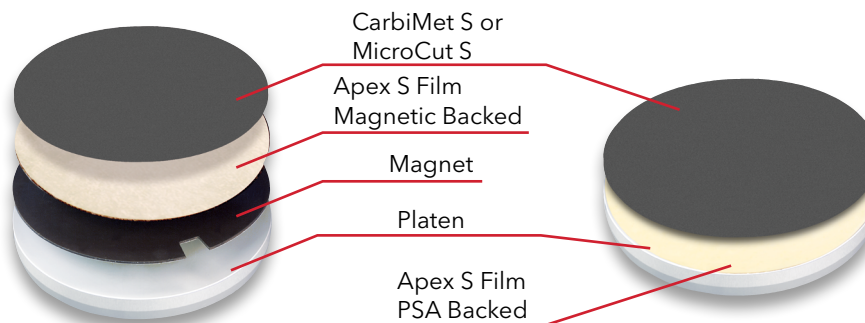 CarbiMet S or
MicroCut S
Apex S Film
Magnetic Backed
Magnet
Platen
Apex S Film
PSA Backed